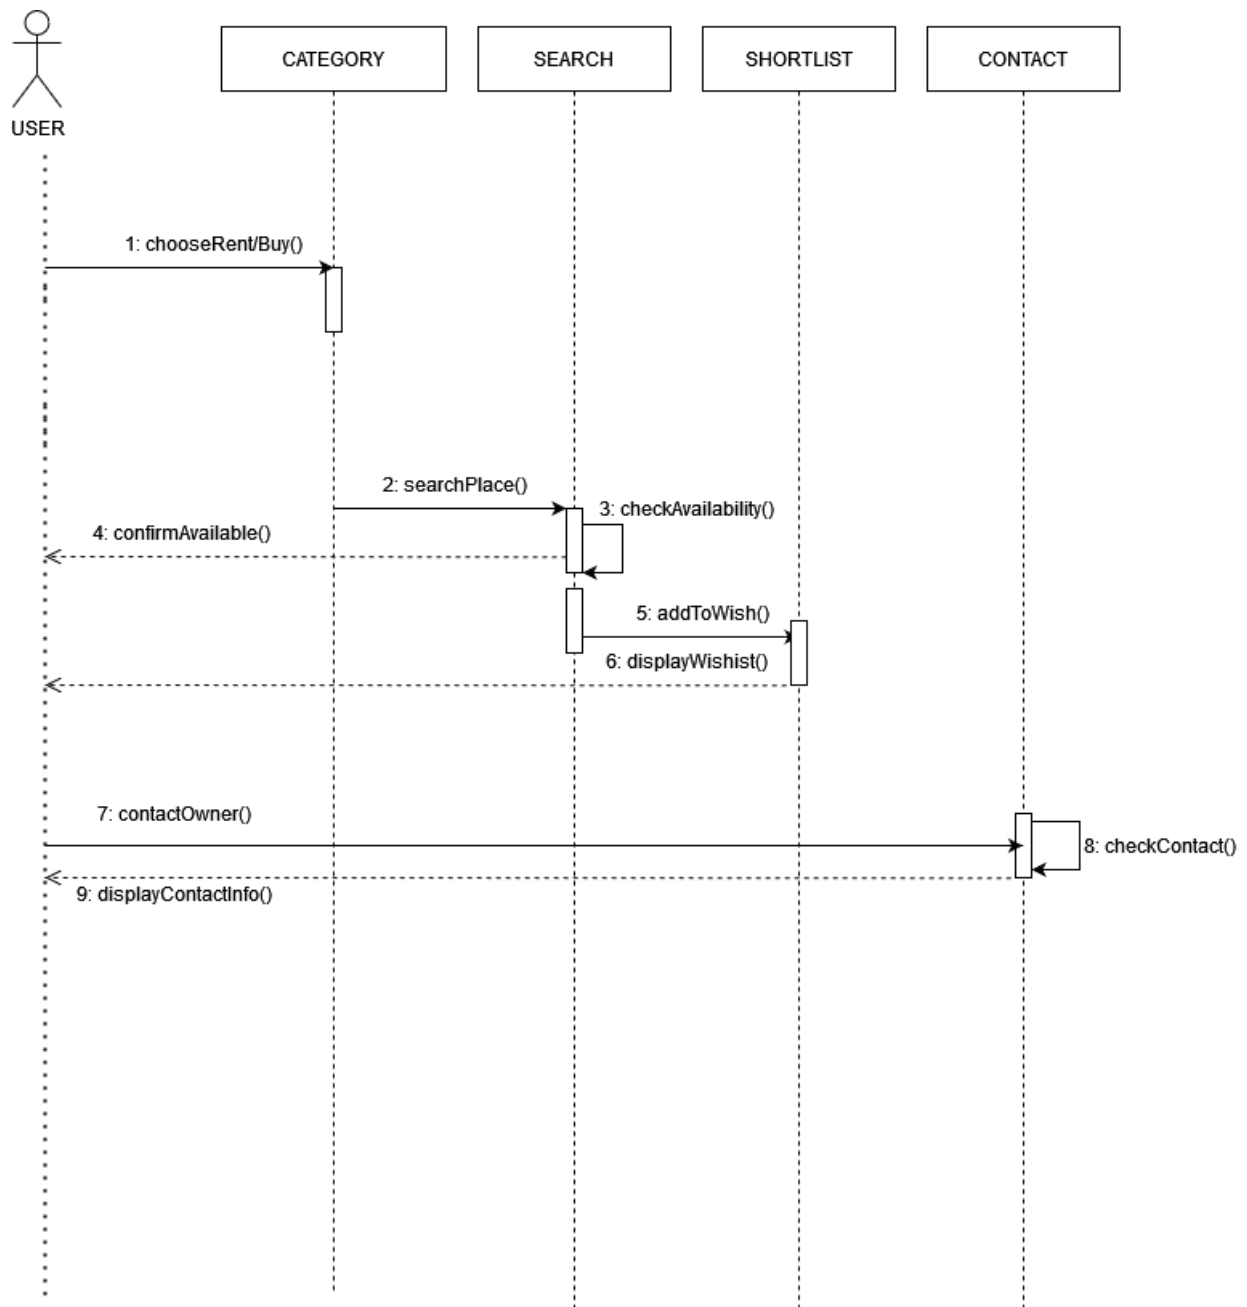 USER
CATEGORY
SEARCH
SHORTLIST
CONTACT
1: chooseRent/Buy()
2: searchPlace()
3: checkAvailability()
4: confirmAvailable()
5: addToWish()
6: displayWishist()
7: contactOwner()
8: checkContact()
9: displayContactInfo()